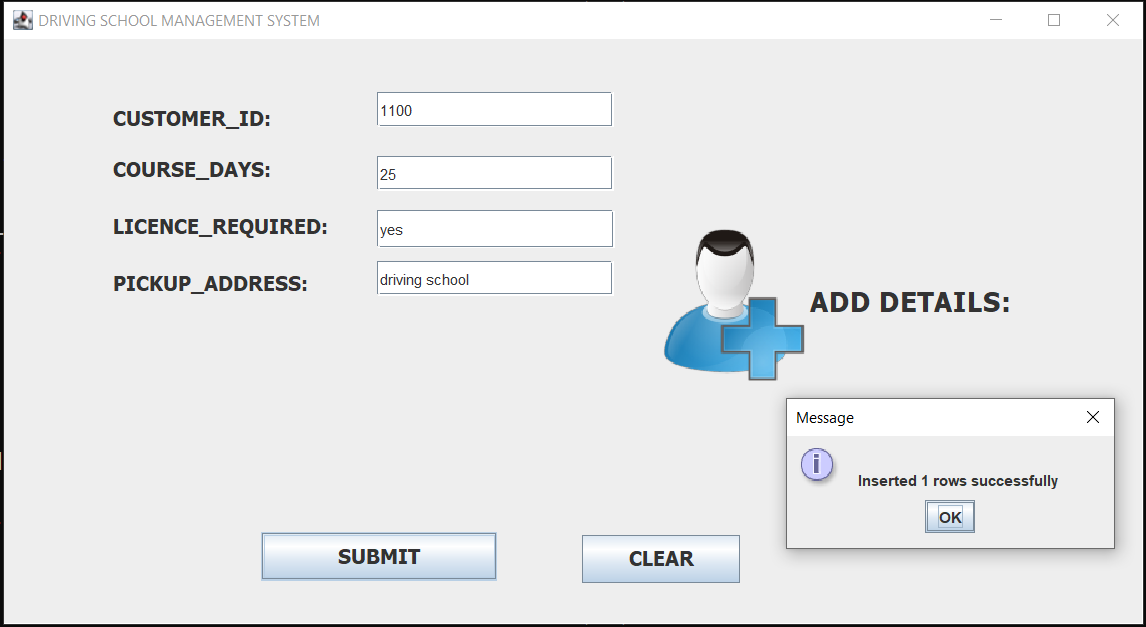 DRIVING SCHOOL MANAGEMENT SYSTEM
CUSTOMER_ID: 1100
COURSE_DAYS: 25
LICENCE_REQUIRED: yes
PICKUP_ADDRESS: driving school
ADD DETAILS:
Message
Inserted 1 rows successfully
OK
SUBMIT
CLEAR